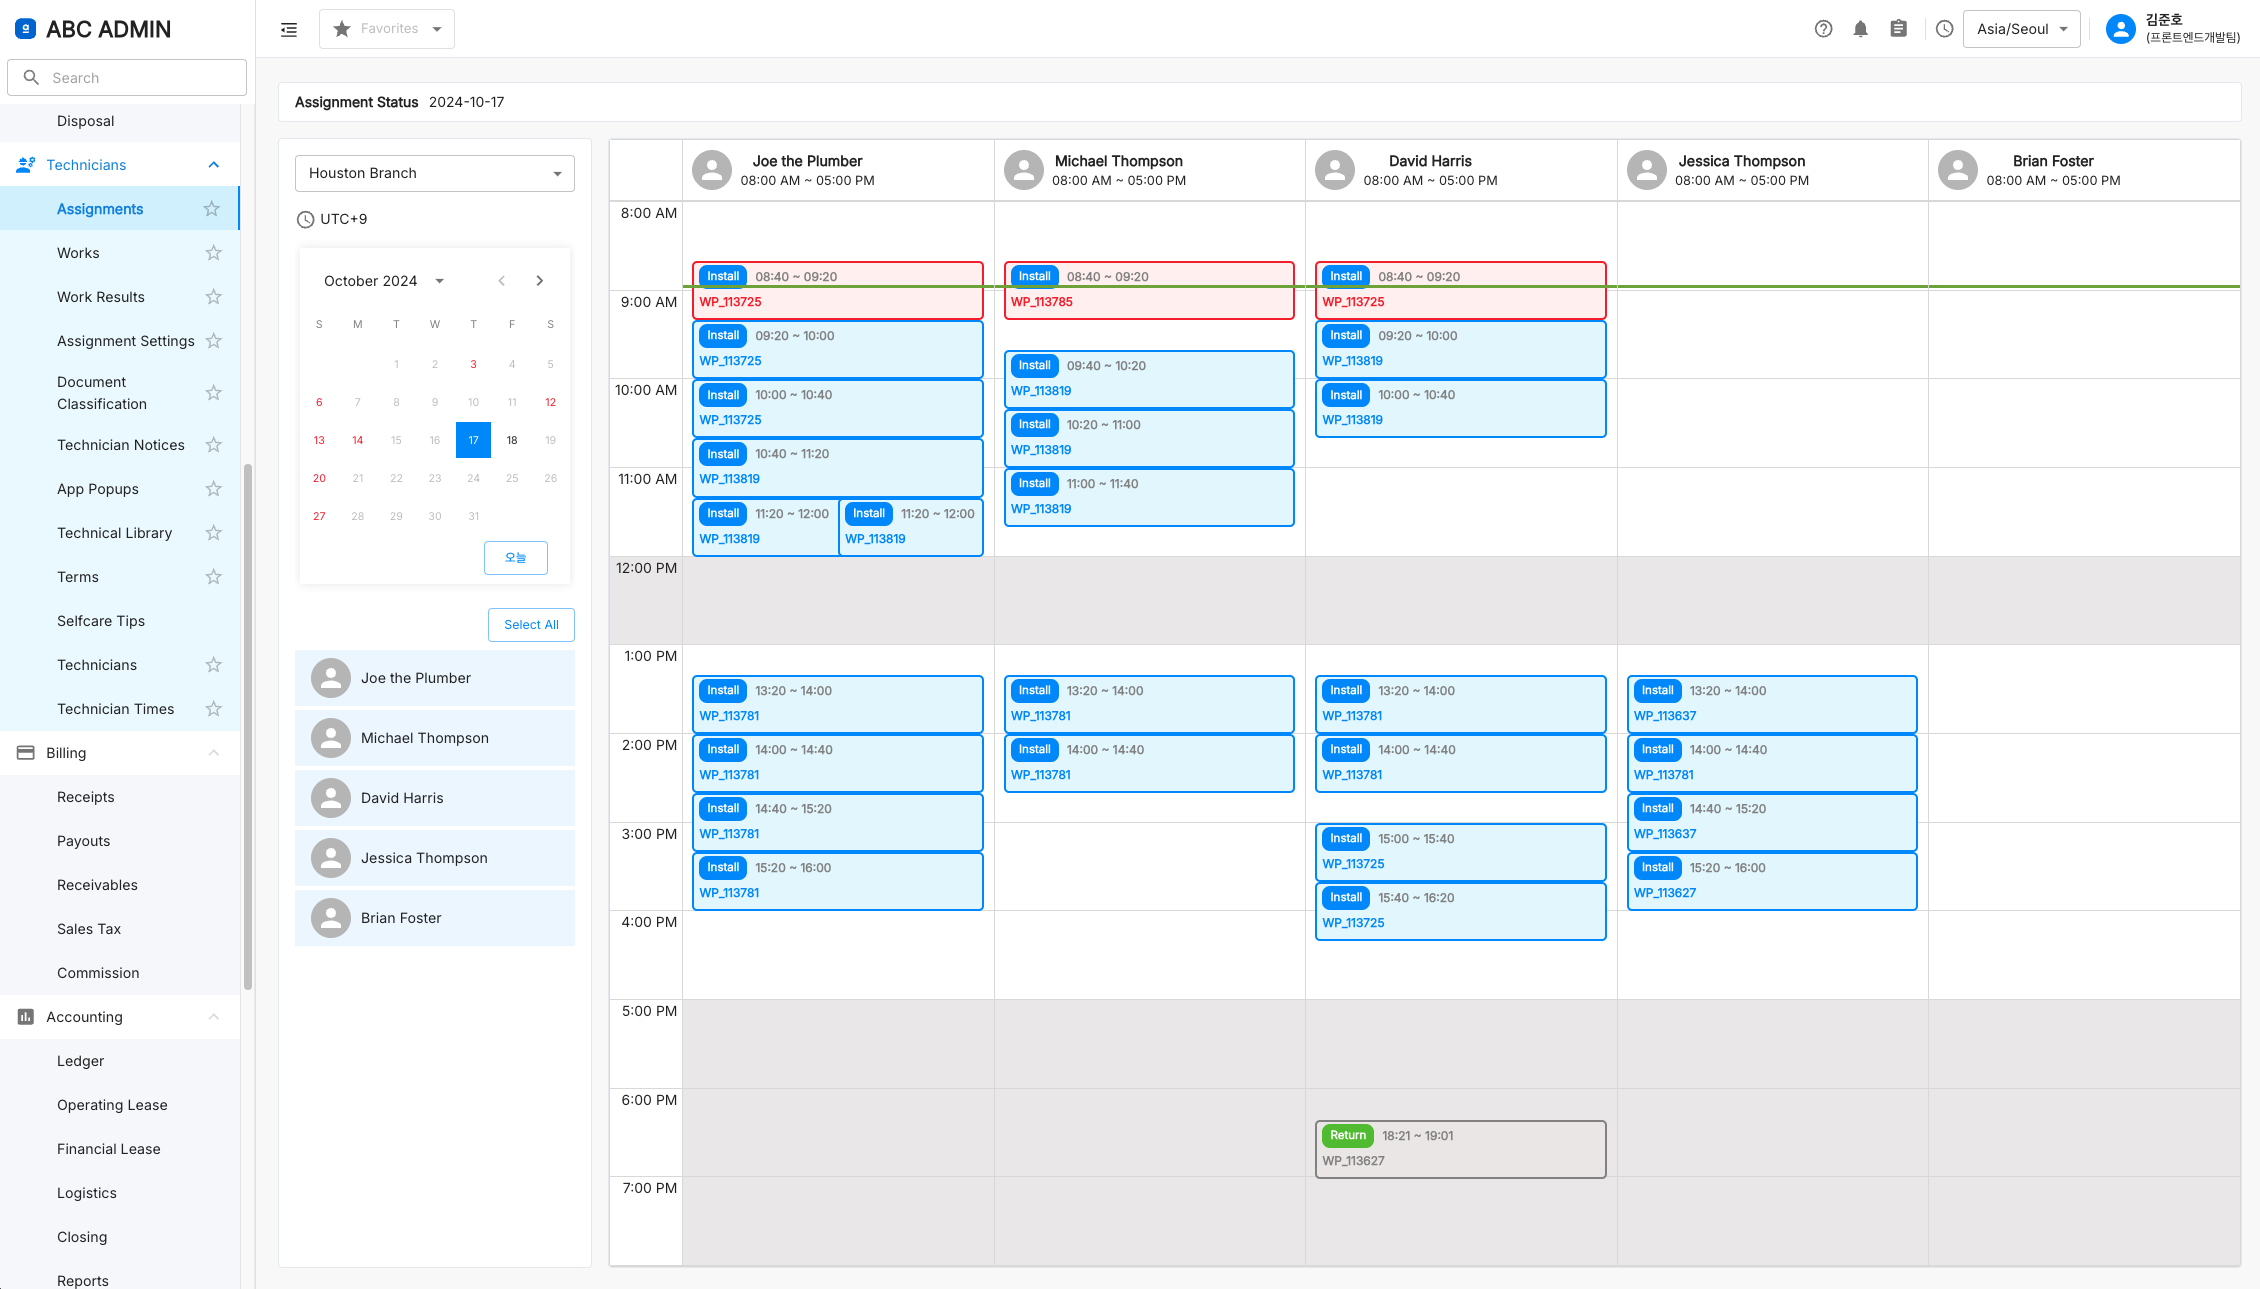 ABC ADMIN
Search
Disposal
Technicians
Assignments
Works
Work Results
Assignment Settings
Document
Classification
Technician Notices
App Popups
Technical Library
Terms
Selfcare Tips
Technicians
Technician Times
Billing
Receipts
Payouts
Receivables
Sales Tax
Commission
Accounting
Ledger
Operating Lease
Financial Lease
Logistics
Closing
Reports
Favorites
Asia/Seoul
김준호
(프론트엔드개발팀)
Assignment Status 2024-10-17
Houston Branch
UTC+9
October 2024
S M T W T F S
1 2 3 4 5
6 7 8 9 10 11 12
13 14 15 16 17 18 19
20 21 22 23 24 25 26
27 28 29 30 31
오늘
Select All
Joe the Plumber
Michael Thompson
David Harris
Jessica Thompson
Brian Foster
Joe the Plumber
08:00 AM ~ 05:00 PM
Michael Thompson
08:00 AM ~ 05:00 PM
David Harris
08:00 AM ~ 05:00 PM
Jessica Thompson
08:00 AM ~ 05:00 PM
Brian Foster
08:00 AM ~ 05:00 PM
8:00 AM
9:00 AM
10:00 AM
11:00 AM
12:00 PM
1:00 PM
2:00 PM
3:00 PM
4:00 PM
5:00 PM
6:00 PM
7:00 PM
Install 08:40 ~ 09:20
WP_113725
Install 09:20 ~ 10:00
WP_113725
Install 10:00 ~ 10:40
WP_113725
Install 10:40 ~ 11:20
WP_113819
Install 11:20 ~ 12:00
WP_113819
Install 11:20 ~ 12:00
WP_113819
Install 13:20 ~ 14:00
WP_113781
Install 14:00 ~ 14:40
WP_113781
Install 14:40 ~ 15:20
WP_113781
Install 15:20 ~ 16:00
WP_113781
Install 08:40 ~ 09:20
WP_113785
Install 09:40 ~ 10:20
WP_113819
Install 10:20 ~ 11:00
WP_113819
Install 11:00 ~ 11:40
WP_113819
Install 13:20 ~ 14:00
WP_113781
Install 14:00 ~ 14:40
WP_113781
Install 08:40 ~ 09:20
WP_113725
Install 09:20 ~ 10:00
WP_113819
Install 10:00 ~ 10:40
WP_113819
Install 13:20 ~ 14:00
WP_113781
Install 14:00 ~ 14:40
WP_113781
Install 15:00 ~ 15:40
WP_113725
Install 15:40 ~ 16:20
WP_113725
Return 18:21 ~ 19:01
WP_113627
Install 13:20 ~ 14:00
WP_113637
Install 14:00 ~ 14:40
WP_113781
Install 14:40 ~ 15:20
WP_113637
Install 15:20 ~ 16:00
WP_113627